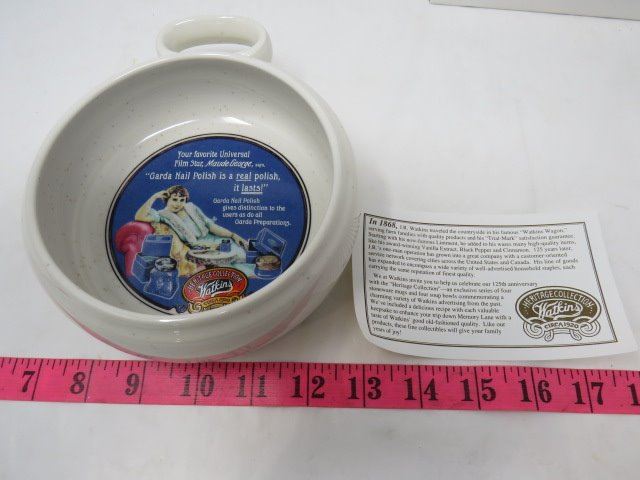 Your favorite Universal
Film Star, Maude George, says,
"Garda Nail Polish is a real polish,
it lasts!"
Garda Nail Polish
gives distinction to the
users as do all
Garda Preparations.
HERITAGE COLLECTION
Watkins
In 1868, J.R. Watkins traveled the countryside in his famous "Watkins Wagon,"
serving farm families with quality products and his "Trial-Mark" satisfaction guarantee.
Starting with his now-famous Liniment, he added to his wares many high-quality items,
like his award-winning Vanilla Extract, Black Pepper and Cinnamon. 125 years later,
J.R.'s one-man operation has grown into a great company with a customer oriented
service network covering cities across the United States and Canada. His line of goods
has expanded to encompass a wide variety of well-advertised household staples, each
carrying the same reputation of finest quality.
We at Watkins invite you to help us celebrate our 125th anniversary
with the "Heritage Collection"—an exclusive series of four
stoneware mugs and four soup bowls commemorating a
charming variety of Watkins advertising from the past.
We've included a delicious recipe with each valuable
keepsake to enhance your trip down Memory Lane with a
taste of Watkins' good old-fashioned quality. Like our
products, these fine collectibles will give your family
years of joy!
HERITAGE COLLECTION
Watkins
CIRCA 1920
7 8 9 10 11 12 13 14 15 16 17